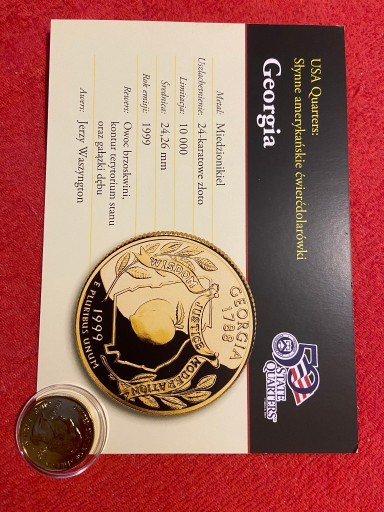 USA Quarters:
Słynne amerykańskie ćwierćdolarówki
Georgia
Metal: Miedzionikiel
Uszlachetnienie: 24-karatowe złoto
Limitacja: 10 000
Średnica: 24,26 mm
Rok emisji: 1999
Rewers: Owoc brzoskwini,
kontur terytorium stanu
oraz gałązki dębu
Awers: Jerzy Waszyngton
GEORGIA
1788
WISDOM
JUSTICE
MODERATION
1999
E PLURIBUS UNUM
50
STATE
QUARTERS